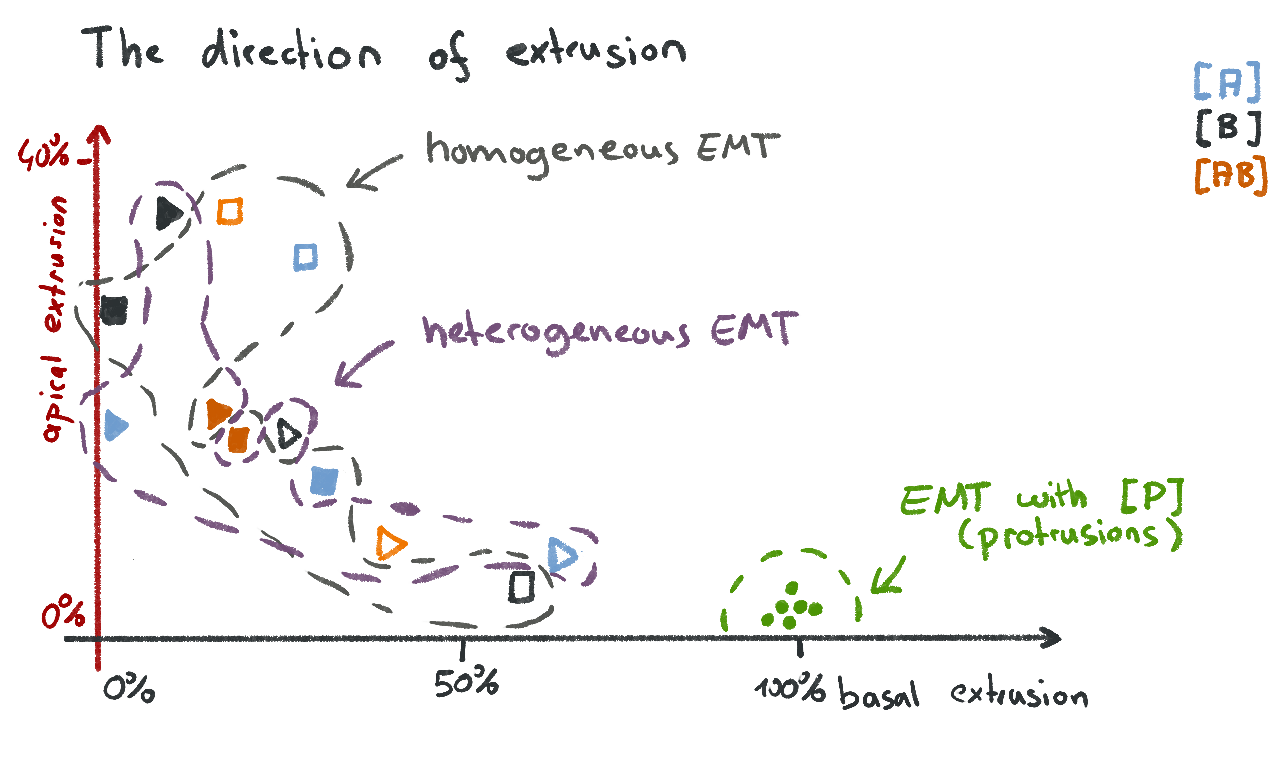 The direction of extrusion
[A]
[B]
[AB]
40%
homogeneous EMT
apical extrusion
heterogeneous EMT
EMT with [P]
(protrusions)
0%
0%
50%
100%
basal extrusion